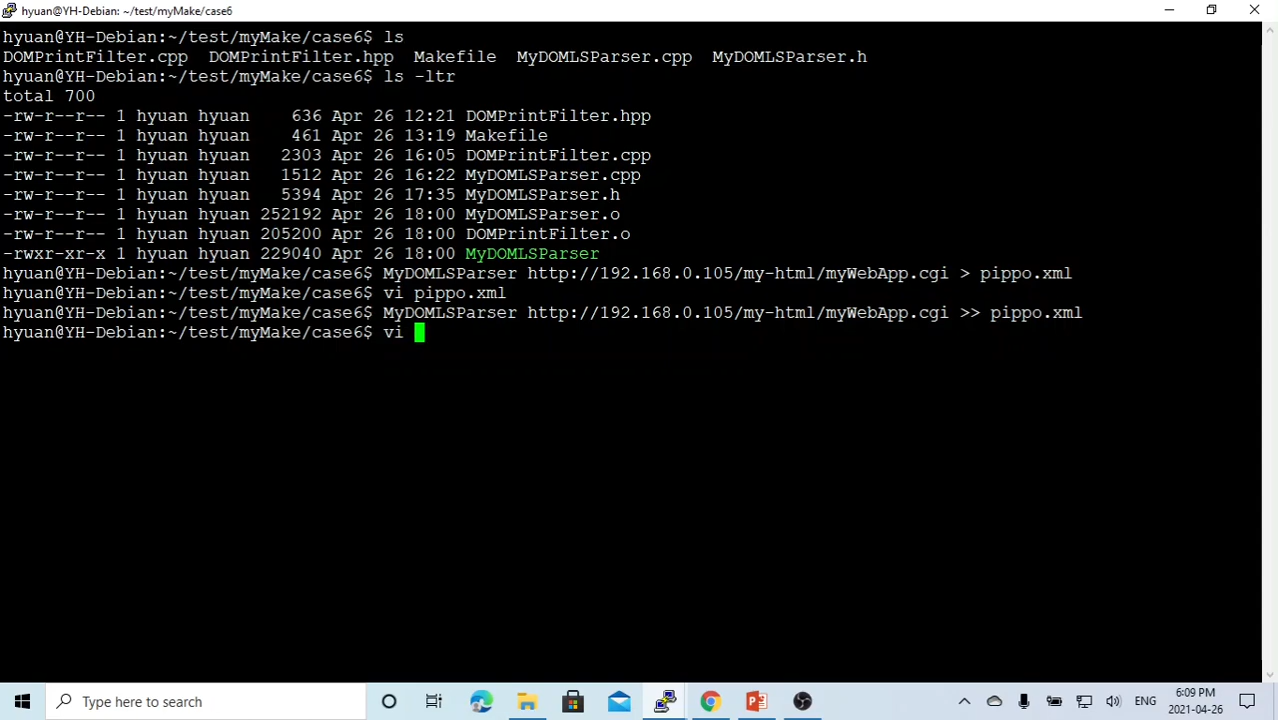 hyuan@YH-Debian: ~/test/myMake/case6
hyuan@YH-Debian:~/test/myMake/case6$ ls
DOMPrintFilter.cpp  DOMPrintFilter.hpp  Makefile  MyDOMLSParser.cpp  MyDOMLSParser.h
hyuan@YH-Debian:~/test/myMake/case6$ ls -ltr
total 700
-rw-r--r-- 1 hyuan hyuan    636 Apr 26 12:21 DOMPrintFilter.hpp
-rw-r--r-- 1 hyuan hyuan    461 Apr 26 13:19 Makefile
-rw-r--r-- 1 hyuan hyuan   2303 Apr 26 16:05 DOMPrintFilter.cpp
-rw-r--r-- 1 hyuan hyuan   1512 Apr 26 16:22 MyDOMLSParser.cpp
-rw-r--r-- 1 hyuan hyuan   5394 Apr 26 17:35 MyDOMLSParser.h
-rw-r--r-- 1 hyuan hyuan 252192 Apr 26 18:00 MyDOMLSParser.o
-rw-r--r-- 1 hyuan hyuan 205200 Apr 26 18:00 DOMPrintFilter.o
-rwxr-xr-x 1 hyuan hyuan 229040 Apr 26 18:00 MyDOMLSParser
hyuan@YH-Debian:~/test/myMake/case6$ MyDOMLSParser http://192.168.0.105/my-html/myWebApp.cgi > pippo.xml
hyuan@YH-Debian:~/test/myMake/case6$ vi pippo.xml
hyuan@YH-Debian:~/test/myMake/case6$ MyDOMLSParser http://192.168.0.105/my-html/myWebApp.cgi >> pippo.xml
hyuan@YH-Debian:~/test/myMake/case6$ vi
Type here to search
ENG
6:09 PM
2021-04-26